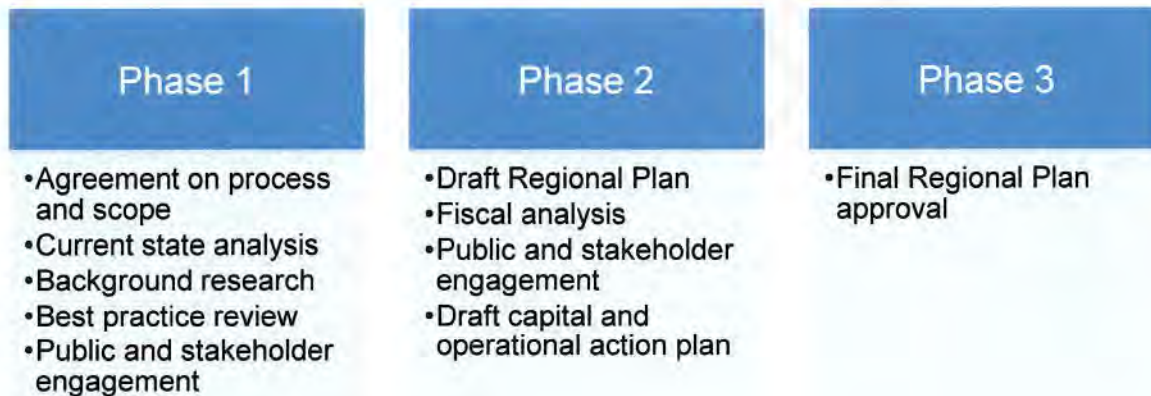 Phase 1
•Agreement on process
and scope
•Current state analysis
•Background research
•Best practice review
•Public and stakeholder
engagement
Phase 2
•Draft Regional Plan
•Fiscal analysis
•Public and stakeholder
engagement
•Draft capital and
operational action plan
Phase 3
•Final Regional Plan
approval